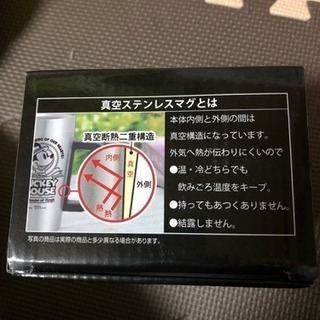 真空ステンレスマグとは
真空断熱二重構造
内側
真空
外側
熱
熱
本体内側と外側の間は
真空構造になっています。
外気へ熱が伝わりにくいので
●温・冷どちらでも
飲みごろ温度をキープ。
●持ってもあつくありません。
●結露しません。
MICKEY
MOUSE
写真の商品は実際の商品と多少異なる場合があります。